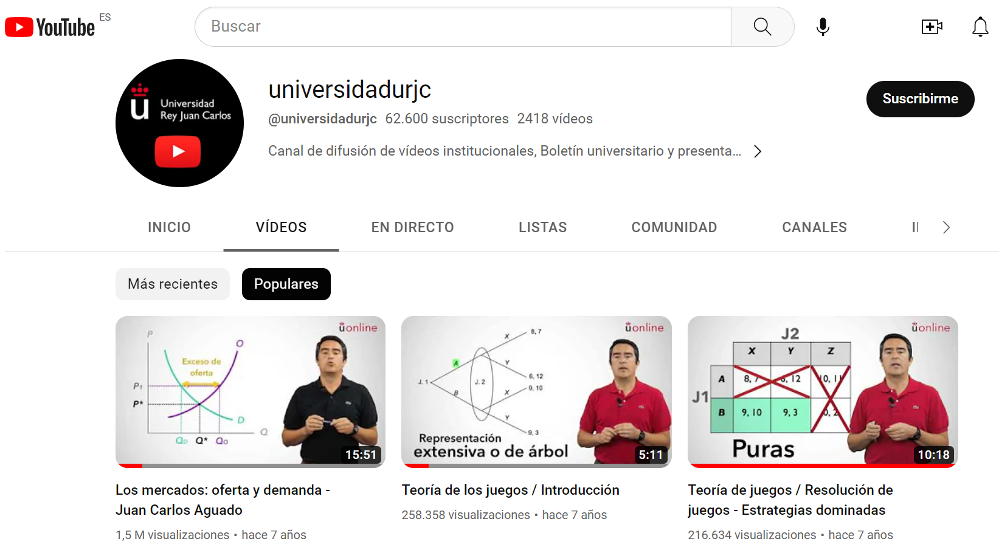 YouTube ES
Buscar
universidadurjc
Suscribirme
Universidad
Rey Juan Carlos
u
@universidadurjc 62.600 suscriptores 2418 vídeos
Canal de difusión de vídeos institucionales, Boletín universitario y presenta...
INICIO VÍDEOS EN DIRECTO LISTAS COMUNIDAD CANALES
Más recientes Populares
uonline
P
O
Exceso de
oferta
P₁
P*
D
Q
Q_D Q* Q_O
15:51
uonline
X 8, 7
A
Y
6, 12
J. 1 J. 2
X 9, 10
B
Y
9, 3
Representación
extensiva o de árbol
5:11
uonline
J2
X Y Z
A 8, 7 6, 12 10, 11
J1
B 9, 10 9, 3 0, 2
Puras
10:18
Los mercados: oferta y demanda -
Juan Carlos Aguado
1,5 M visualizaciones • hace 7 años
Teoría de los juegos / Introducción
258.358 visualizaciones • hace 7 años
Teoría de juegos / Resolución de
juegos - Estrategias dominadas
216.634 visualizaciones • hace 7 años